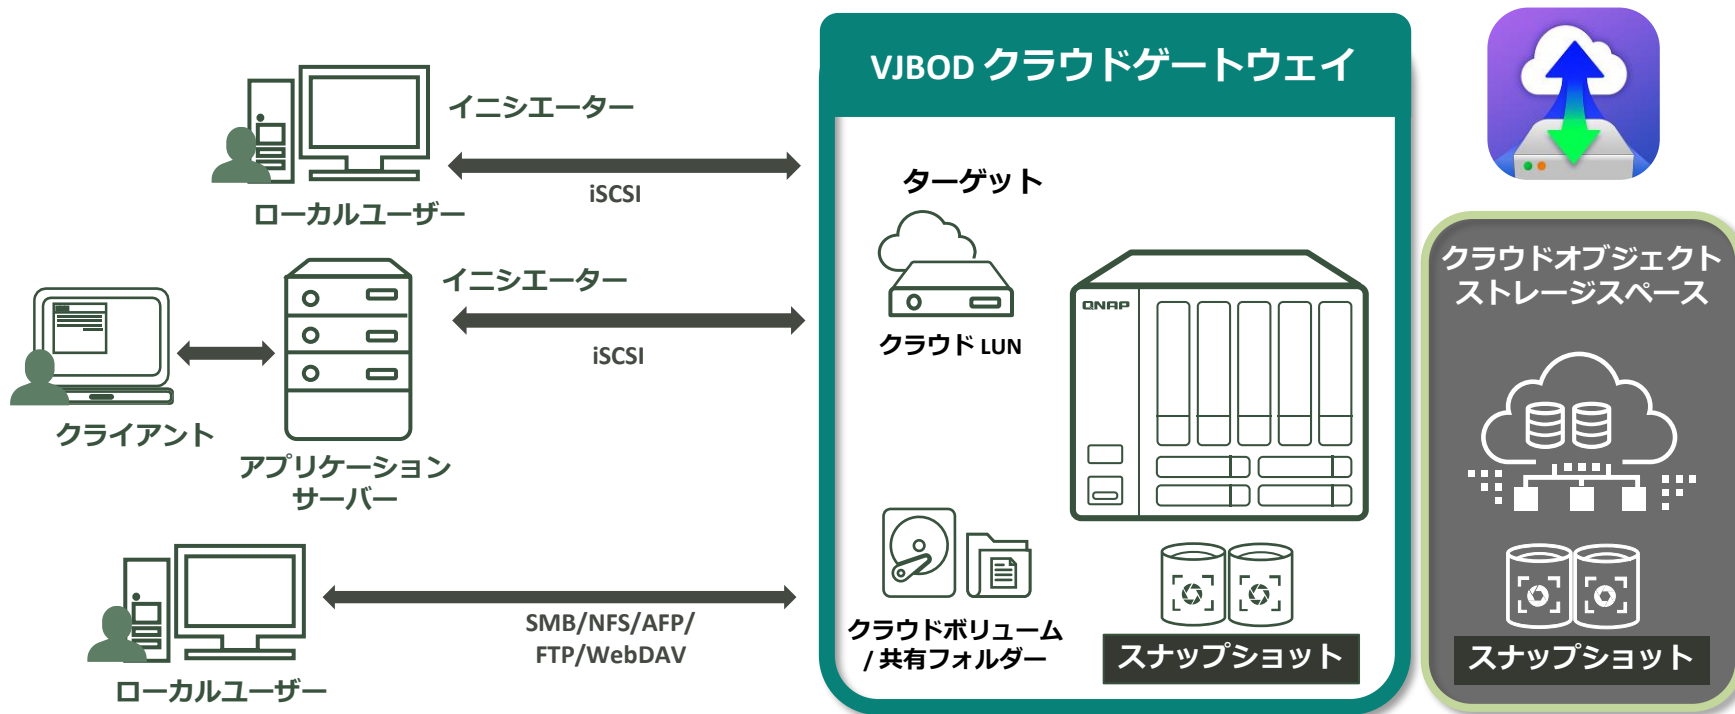 VJBOD クラウドゲートウェイ
イニシエーター
iSCSI
ローカルユーザー
イニシエーター
iSCSI
クライアント
アプリケーション
サーバー
SMB/NFS/AFP/
FTP/WebDAV
ローカルユーザー
ターゲット
クラウド LUN
QNAP
クラウドボリューム
/ 共有フォルダー
スナップショット
クラウドオブジェクト
ストレージスペース
スナップショット